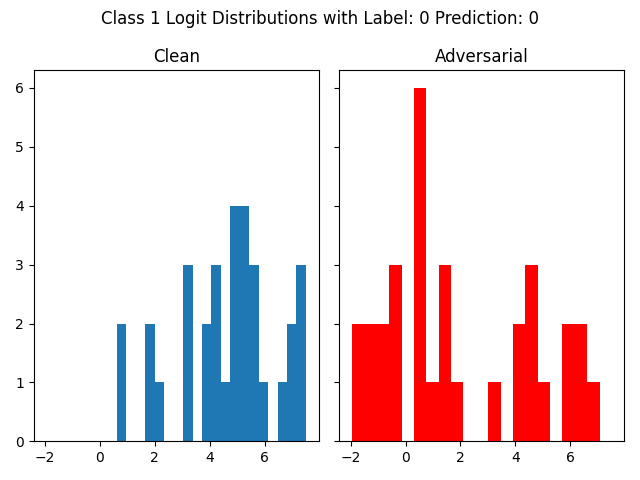 Class 1 Logit Distributions with Label: 0 Prediction: 0
Clean
Adversarial
6
5
4
3
2
1
0
−2 0 2 4 6
−2 0 2 4 6